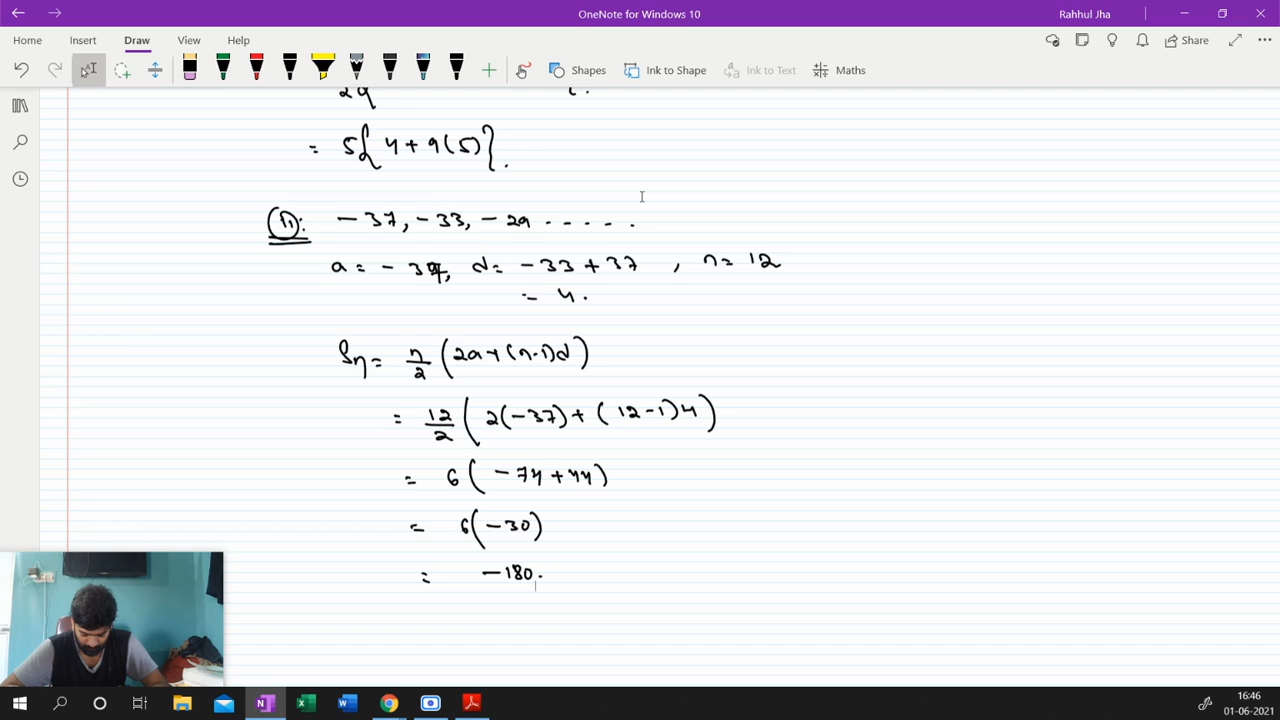 OneNote for Windows 10
Rahhul Jha
Home Insert Draw View Help
Share
Shapes Ink to Shape Ink to Text Maths
= 5{ 4 + 9(5)}.
(ii): -37, -33, -29 .....
a = -37, d = -33 + 37 , n = 12
= 4.
Sn = n/2 (2a + (n-1)d)
= 12/2 ( 2(-37) + (12-1)4 )
= 6 ( -74 + 44)
= 6(-30)
= -180.
16:46
01-06-2021